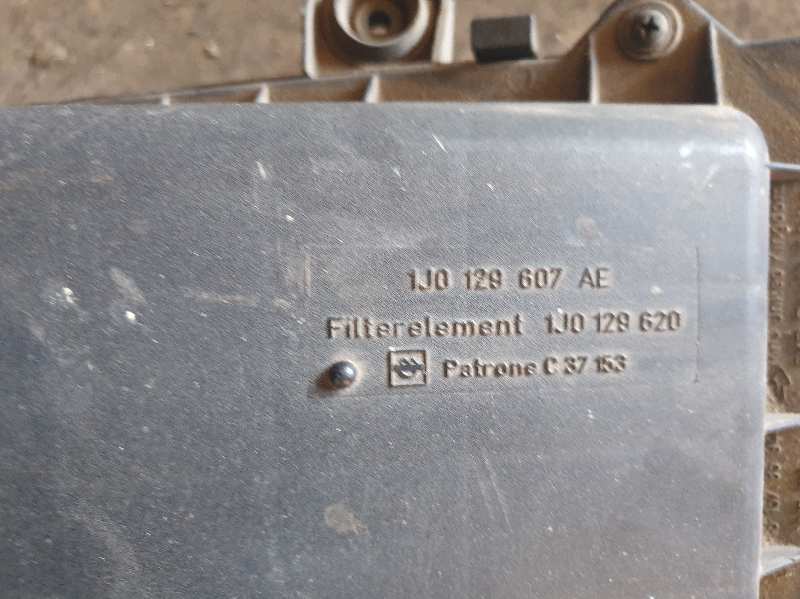 1J0 129 607 AE
Filterelement 1J0 129 620
Patrone C 37 153